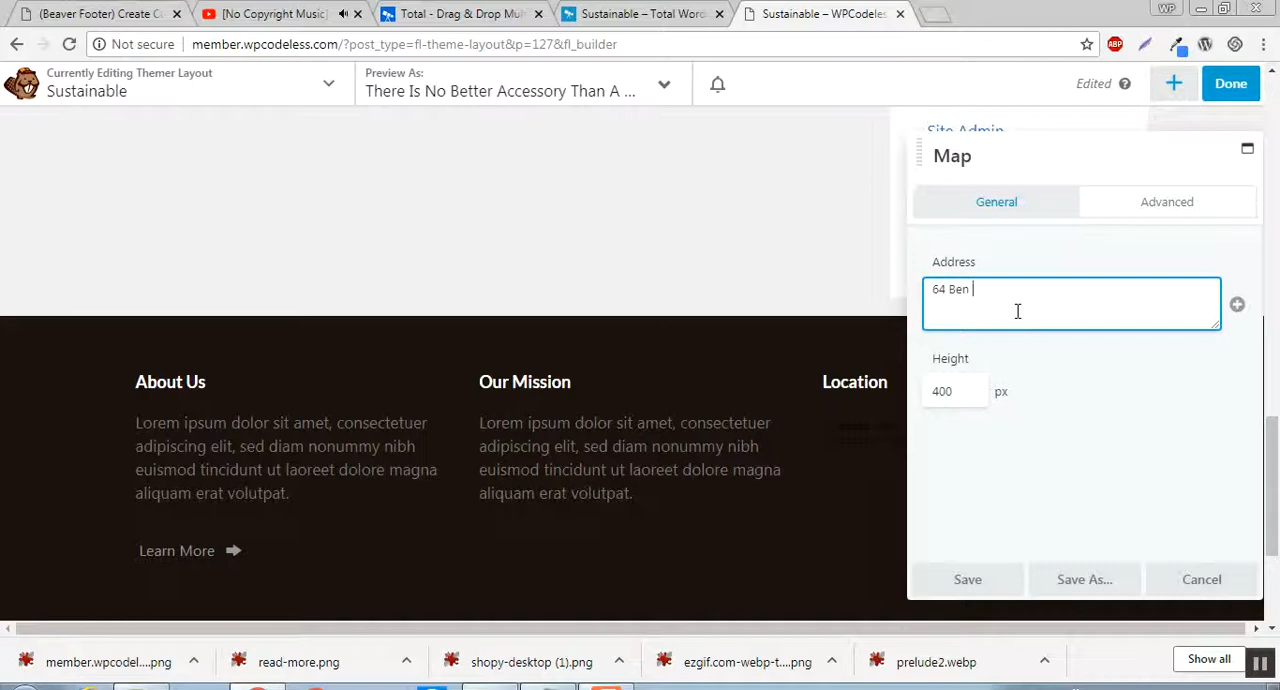 (Beaver Footer) Create C
[No Copyright Music]
Total - Drag & Drop Mul
Sustainable – Total Word
Sustainable – WPCodeles
WP
Not secure
member.wpcodeless.com/?post_type=fl-theme-layout&p=127&fl_builder
ABP
Currently Editing Themer Layout
Sustainable
Preview As:
There Is No Better Accessory Than A ...
Edited
Done
Site Admin
Map
General
Advanced
Address
64 Ben
Height
400
px
Save
Save As...
Cancel
About Us
Our Mission
Location
Lorem ipsum dolor sit amet, consectetuer
adipiscing elit, sed diam nonummy nibh
euismod tincidunt ut laoreet dolore magna
aliquam erat volutpat.
Lorem ipsum dolor sit amet, consectetuer
adipiscing elit, sed diam nonummy nibh
euismod tincidunt ut laoreet dolore magna
aliquam erat volutpat.
Learn More
member.wpcodel....png
read-more.png
shopy-desktop (1).png
ezgif.com-webp-t....png
prelude2.webp
Show all